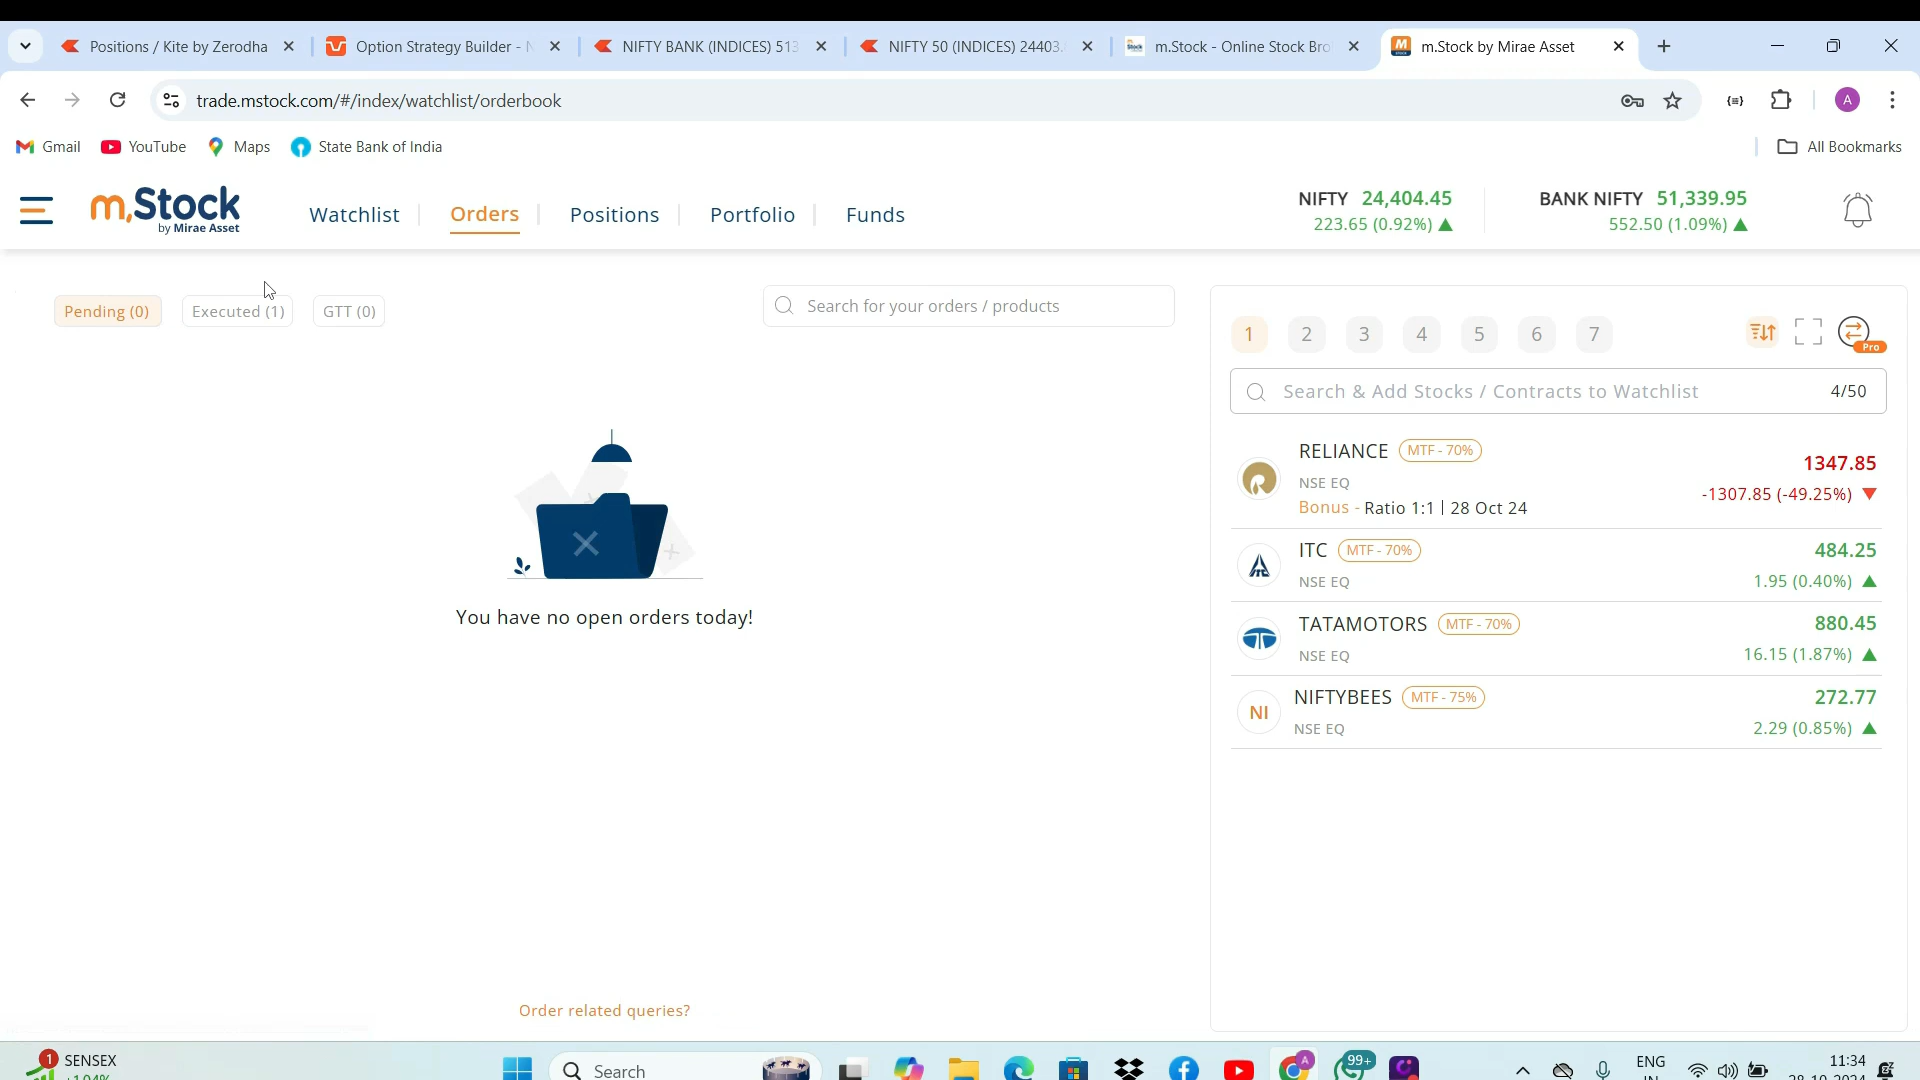 Positions / Kite by Zerodha
Option Strategy Builder - N
NIFTY BANK (INDICES) 513
NIFTY 50 (INDICES) 24403.
m.Stock - Online Stock Bro
m.Stock by Mirae Asset
trade.mstock.com/#/index/watchlist/orderbook
A
Gmail
YouTube
Maps
State Bank of India
All Bookmarks
m.Stock
by Mirae Asset
Watchlist
Orders
Positions
Portfolio
Funds
NIFTY 24,404.45
223.65 (0.92%) ▲
BANK NIFTY 51,339.95
552.50 (1.09%) ▲
Pending (0)
Executed (1)
GTT (0)
Search for your orders / products
You have no open orders today!
Order related queries?
1 2 3 4 5 6 7
Pro
Search & Add Stocks / Contracts to Watchlist 4/50
RELIANCE MTF - 70%
1347.85
NSE EQ
-1307.85 (-49.25%) ▼
Bonus - Ratio 1:1 | 28 Oct 24
ITC MTF - 70%
484.25
NSE EQ
1.95 (0.40%) ▲
TATAMOTORS MTF - 70%
880.45
NSE EQ
16.15 (1.87%) ▲
NI
NIFTYBEES MTF - 75%
272.77
NSE EQ
2.29 (0.85%) ▲
1
SENSEX
+1.04%
Search
A
99+
ENG
IN
11:34
28-10-2024